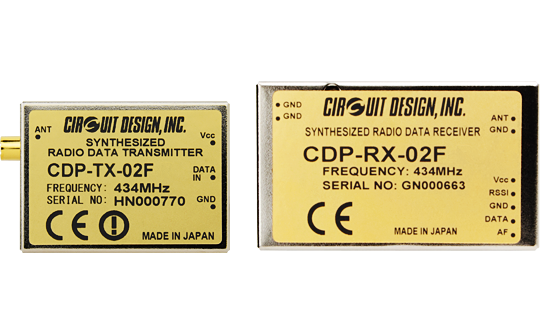 CIRCUIT DESIGN, INC.
ANT
Vcc
SYNTHESIZED
RADIO DATA TRANSMITTER
CDP-TX-02F
DATA
IN
FREQUENCY: 434MHz
SERIAL NO: HN000770
GND
CE
MADE IN JAPAN
GND
GND
CIRCUIT DESIGN, INC.
ANT
GND
SYNTHESIZED RADIO DATA RECEIVER
CDP-RX-02F
FREQUENCY: 434MHz
SERIAL NO: GN000663
Vcc
RSSI
GND
DATA
AF
CE
MADE IN JAPAN